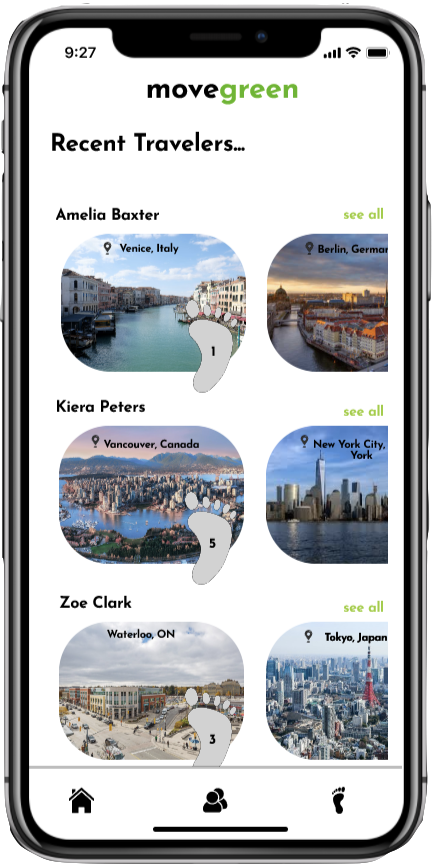 9:27
movegreen
Recent Travelers...
Amelia Baxter
see all
Venice, Italy
Berlin, German
1
Kiera Peters
see all
Vancouver, Canada
New York City,
York
5
Zoe Clark
see all
Waterloo, ON
Tokyo, Japan
3